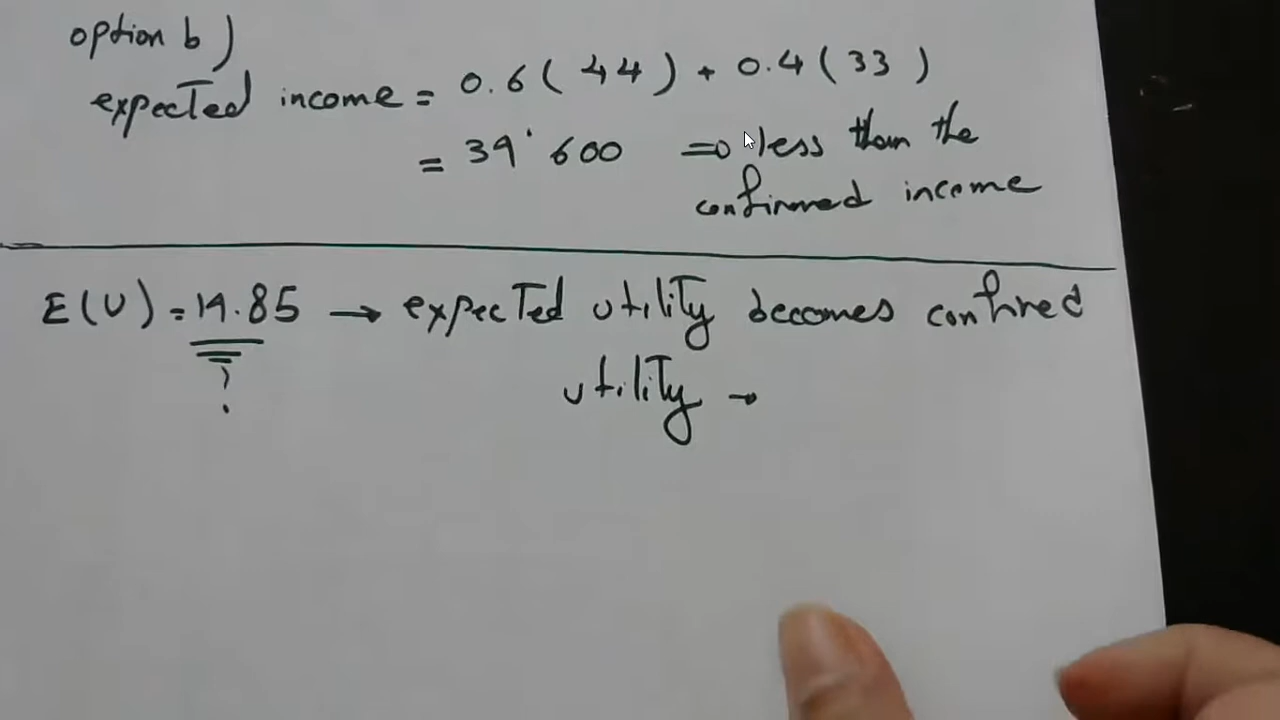 option b)
expected income = 0.6(44) + 0.4(33)
= 39'600 => less than the
confirmed income
E(U) = 14.85 → expected utility becomes confired
?
utility →